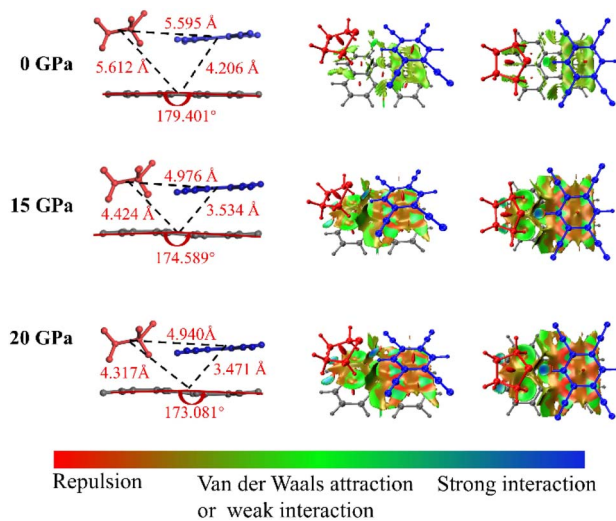 5.595 Å
0 GPa
5.612 Å
4.206 Å
179.401°
15 GPa
4.976 Å
4.424 Å
3.534 Å
174.589°
20 GPa
4.940Å
4.317Å
3.471 Å
173.081°
Repulsion
Van der Waals attraction
or weak interaction
Strong interaction